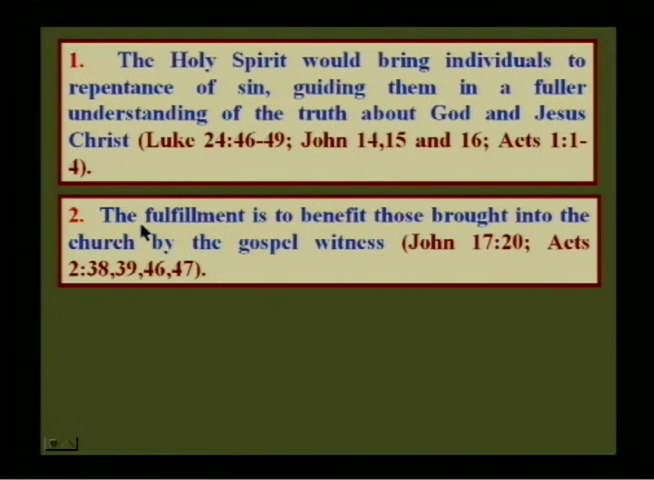 1. The Holy Spirit would bring individuals to
repentance of sin, guiding them in a fuller
understanding of the truth about God and Jesus
Christ (Luke 24:46-49; John 14,15 and 16; Acts 1:1-
4).
2. The fulfillment is to benefit those brought into the
church by the gospel witness (John 17:20; Acts
2:38,39,46,47).